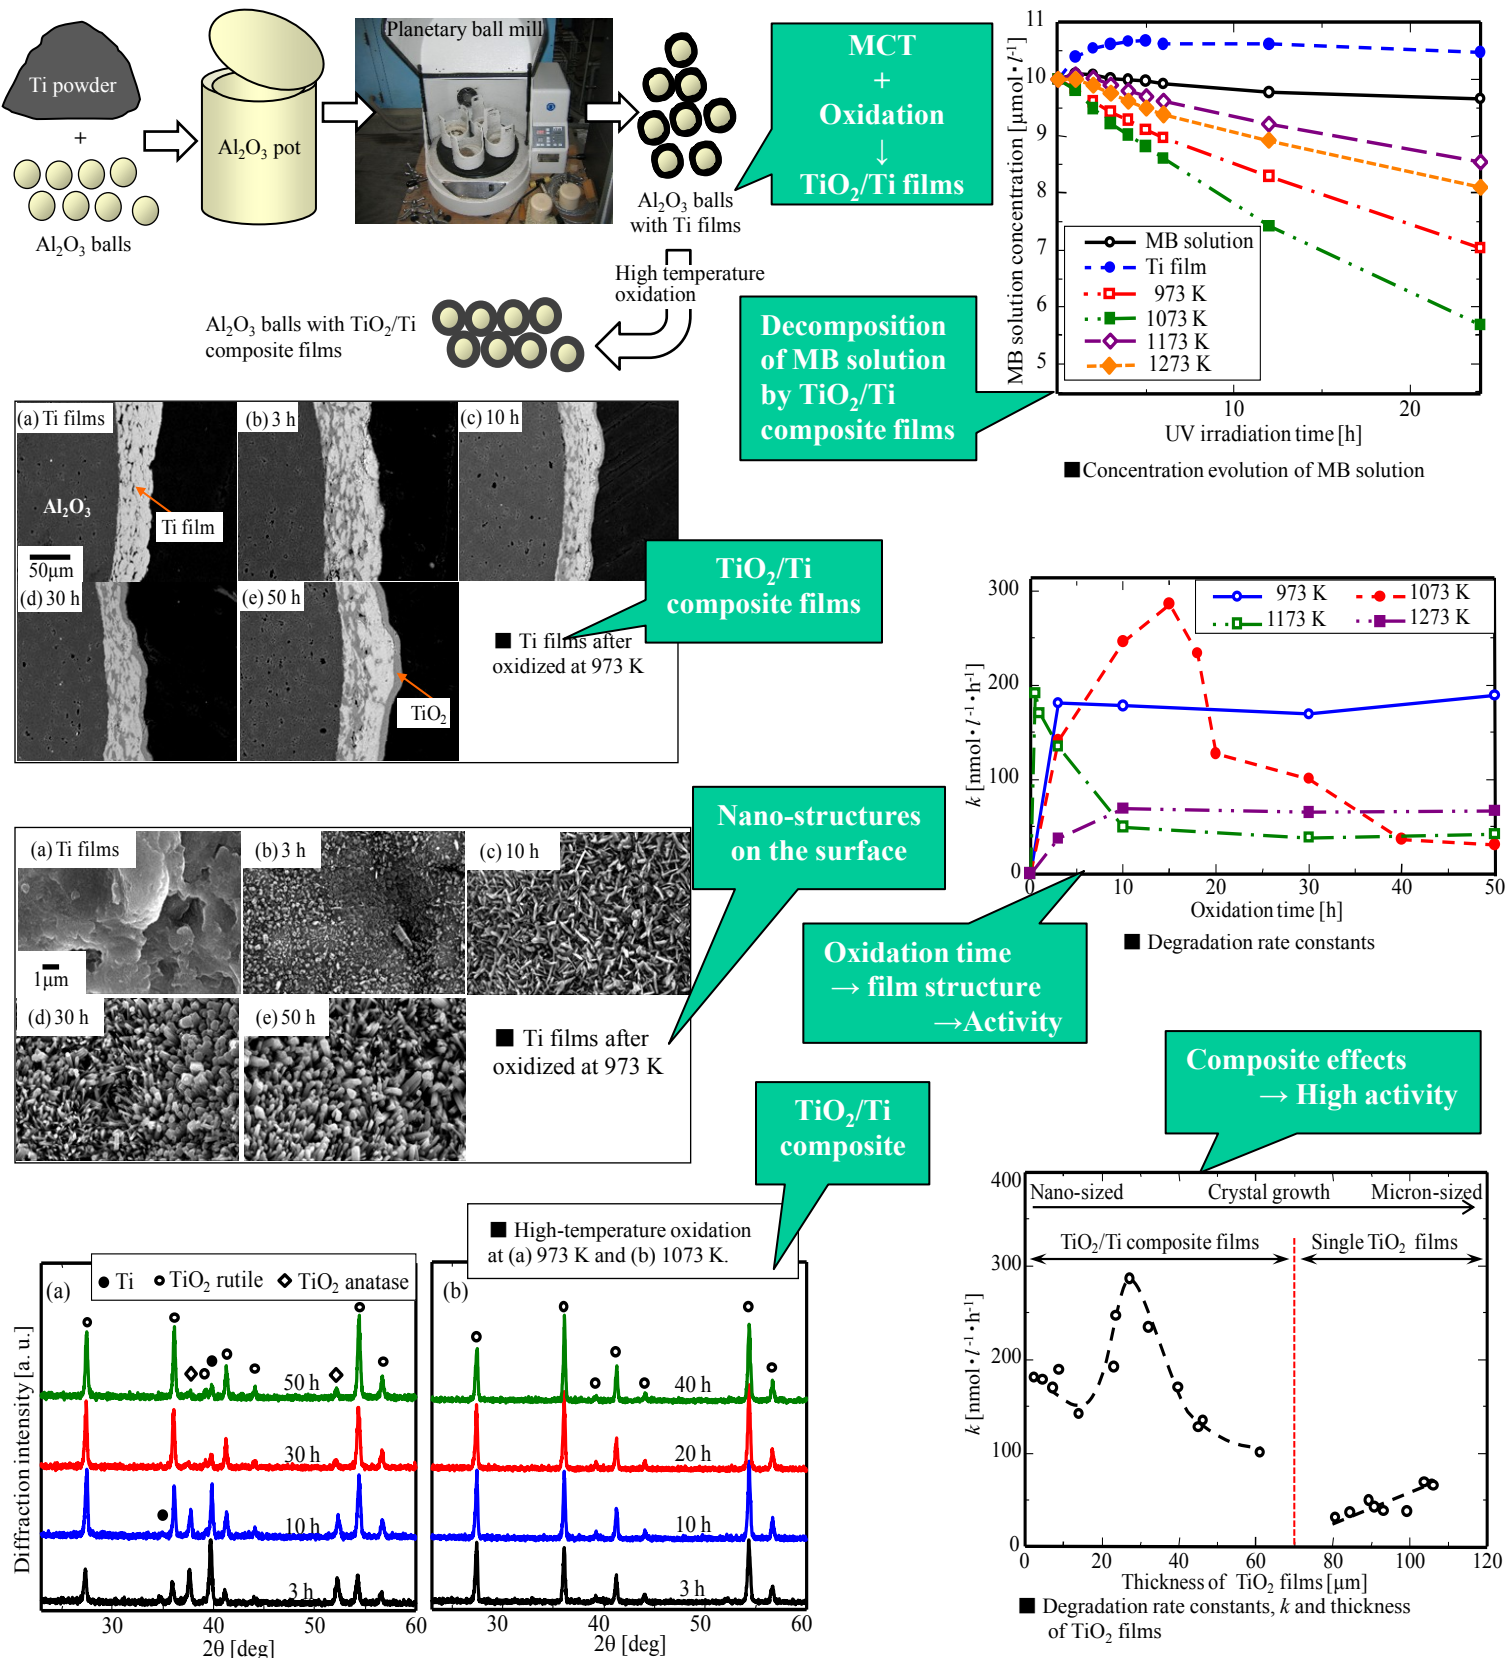 Ti powder
+
Al₂O₃ balls
Al₂O₃ pot
Planetary ball mill
Al₂O₃ balls
with Ti films
MCT
+
Oxidation
↓
TiO₂/Ti films
High temperature
oxidation
Al₂O₃ balls with TiO₂/Ti
composite films
Decomposition
of MB solution
by TiO₂/Ti
composite films
MB solution concentration [μmol·l⁻¹]
11
10
9
8
7
6
5
MB solution
Ti film
973 K
1073 K
1173 K
1273 K
10
20
UV irradiation time [h]
■ Concentration evolution of MB solution
(a) Ti films
(b) 3 h
(c) 10 h
Al₂O₃
Ti film
50μm
(d) 30 h
(e) 50 h
TiO₂
■ Ti films after
oxidized at 973 K
TiO₂/Ti
composite films
k [nmol·l⁻¹·h⁻¹]
300
200
100
0
973 K
1073 K
1173 K
1273 K
0
10
20
30
40
50
Oxidation time [h]
■ Degradation rate constants
Oxidation time
→ film structure
→Activity
Nano-structures
on the surface
(a) Ti films
(b) 3 h
(c) 10 h
1μm
(d) 30 h
(e) 50 h
■ Ti films after
oxidized at 973 K
TiO₂/Ti
composite
Composite effects
→ High activity
■ High-temperature oxidation
at (a) 973 K and (b) 1073 K.
● Ti
TiO₂ rutile
TiO₂ anatase
Diffraction intensity [a. u.]
(a)
50 h
30 h
10 h
3 h
30
40
50
60
2θ [deg]
(b)
40 h
20 h
10 h
3 h
30
40
50
60
2θ [deg]
k [nmol·l⁻¹·h⁻¹]
400
300
200
100
0
Nano-sized
Crystal growth
Micron-sized
TiO₂/Ti composite films
Single TiO₂ films
0
20
40
60
80
100
120
Thickness of TiO₂ films [μm]
■ Degradation rate constants, k and thickness
of TiO₂ films